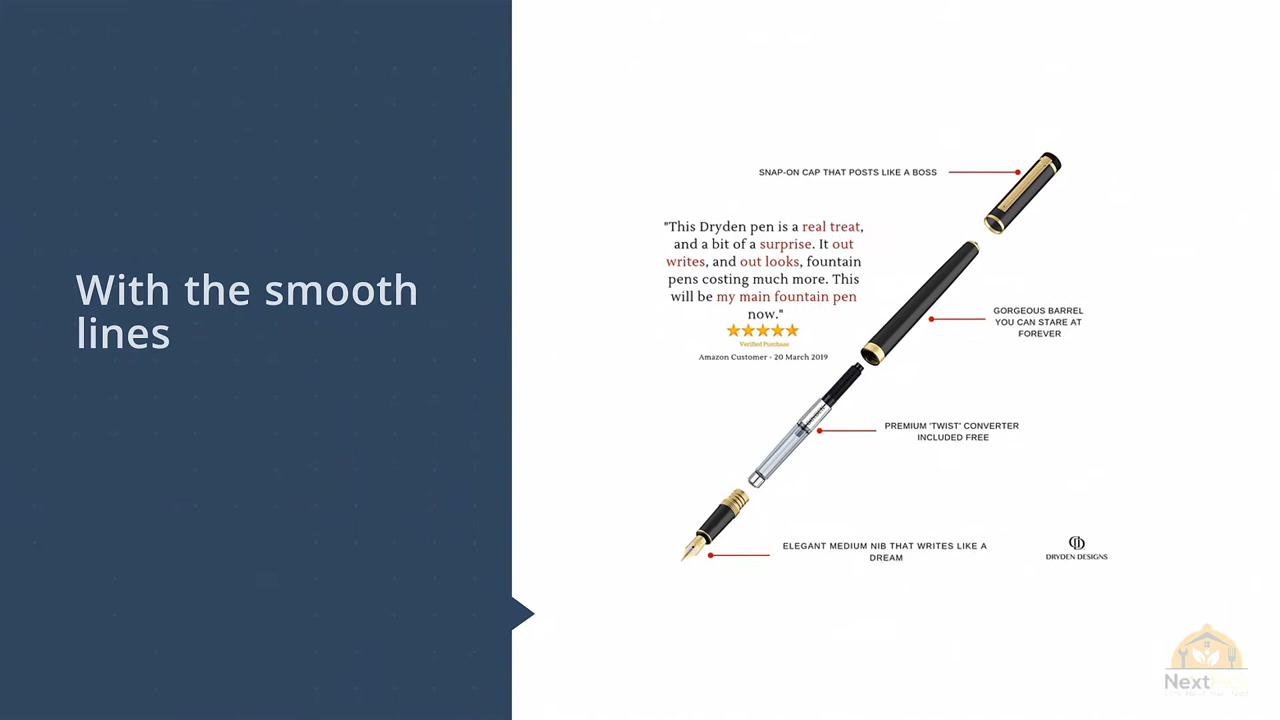 With the smooth
lines
SNAP-ON CAP THAT POSTS LIKE A BOSS
"This Dryden pen is a real treat,
and a bit of a surprise. It out
writes, and out looks, fountain
pens costing much more. This
will be my main fountain pen
now."
Verified Purchase
Amazon Customer - 20 March 2019
GORGEOUS BARREL
YOU CAN STARE AT
FOREVER
PREMIUM 'TWIST' CONVERTER
INCLUDED FREE
ELEGANT MEDIUM NIB THAT WRITES LIKE A
DREAM
DRYDEN DESIGNS
Next